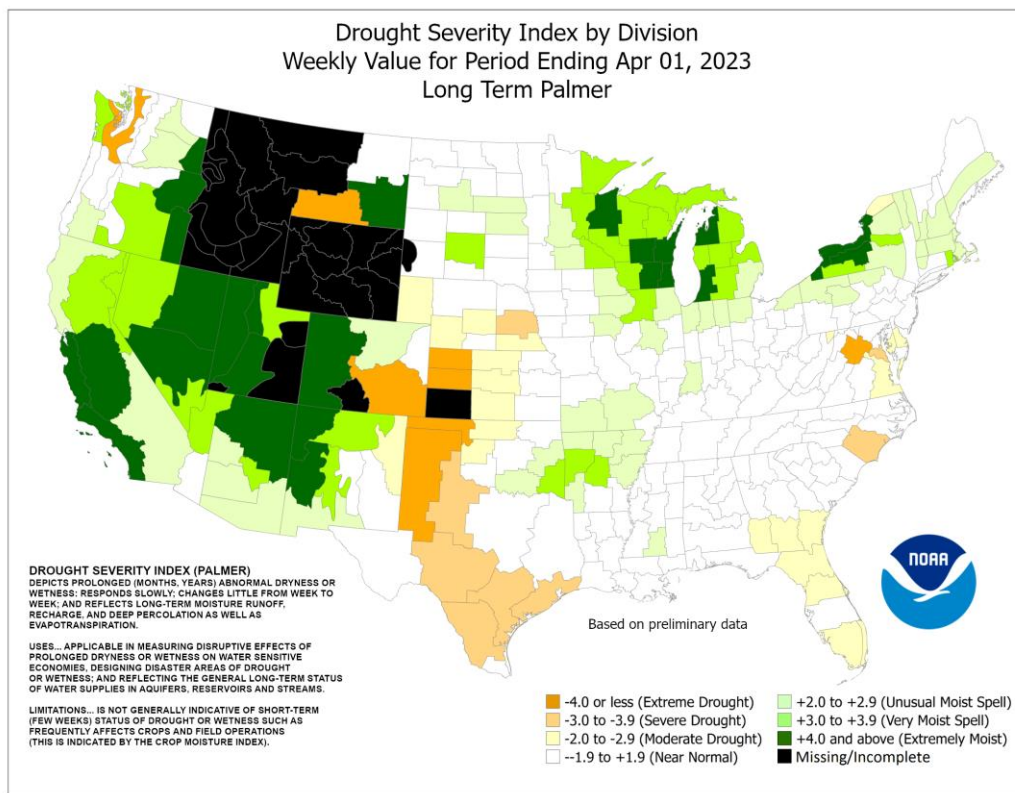 Drought Severity Index by Division
Weekly Value for Period Ending Apr 01, 2023
Long Term Palmer
DROUGHT SEVERITY INDEX (PALMER)
DEPICTS PROLONGED (MONTHS, YEARS) ABNORMAL DRYNESS OR
WETNESS: RESPONDS SLOWLY; CHANGES LITTLE FROM WEEK TO
WEEK; AND REFLECTS LONG-TERM MOISTURE RUNOFF,
RECHARGE, AND DEEP PERCOLATION AS WELL AS
EVAPOTRANSPIRATION.
USES... APPLICABLE IN MEASURING DISRUPTIVE EFFECTS OF
PROLONGED DRYNESS OR WETNESS ON WATER SENSITIVE
ECONOMIES, DESIGNING DISASTER AREAS OF DROUGHT
OR WETNESS; AND REFLECTING THE GENERAL LONG-TERM STATUS
OF WATER SUPPLIES IN AQUIFERS, RESERVOIRS AND STREAMS.
LIMITATIONS... IS NOT GENERALLY INDICATIVE OF SHORT-TERM
(FEW WEEKS) STATUS OF DROUGHT OR WETNESS SUCH AS
FREQUENTLY AFFECTS CROPS AND FIELD OPERATIONS
(THIS IS INDICATED BY THE CROP MOISTURE INDEX).
NOAA
Based on preliminary data
-4.0 or less (Extreme Drought)
-3.0 to -3.9 (Severe Drought)
-2.0 to -2.9 (Moderate Drought)
--1.9 to +1.9 (Near Normal)
+2.0 to +2.9 (Unusual Moist Spell)
+3.0 to +3.9 (Very Moist Spell)
+4.0 and above (Extremely Moist)
Missing/Incomplete